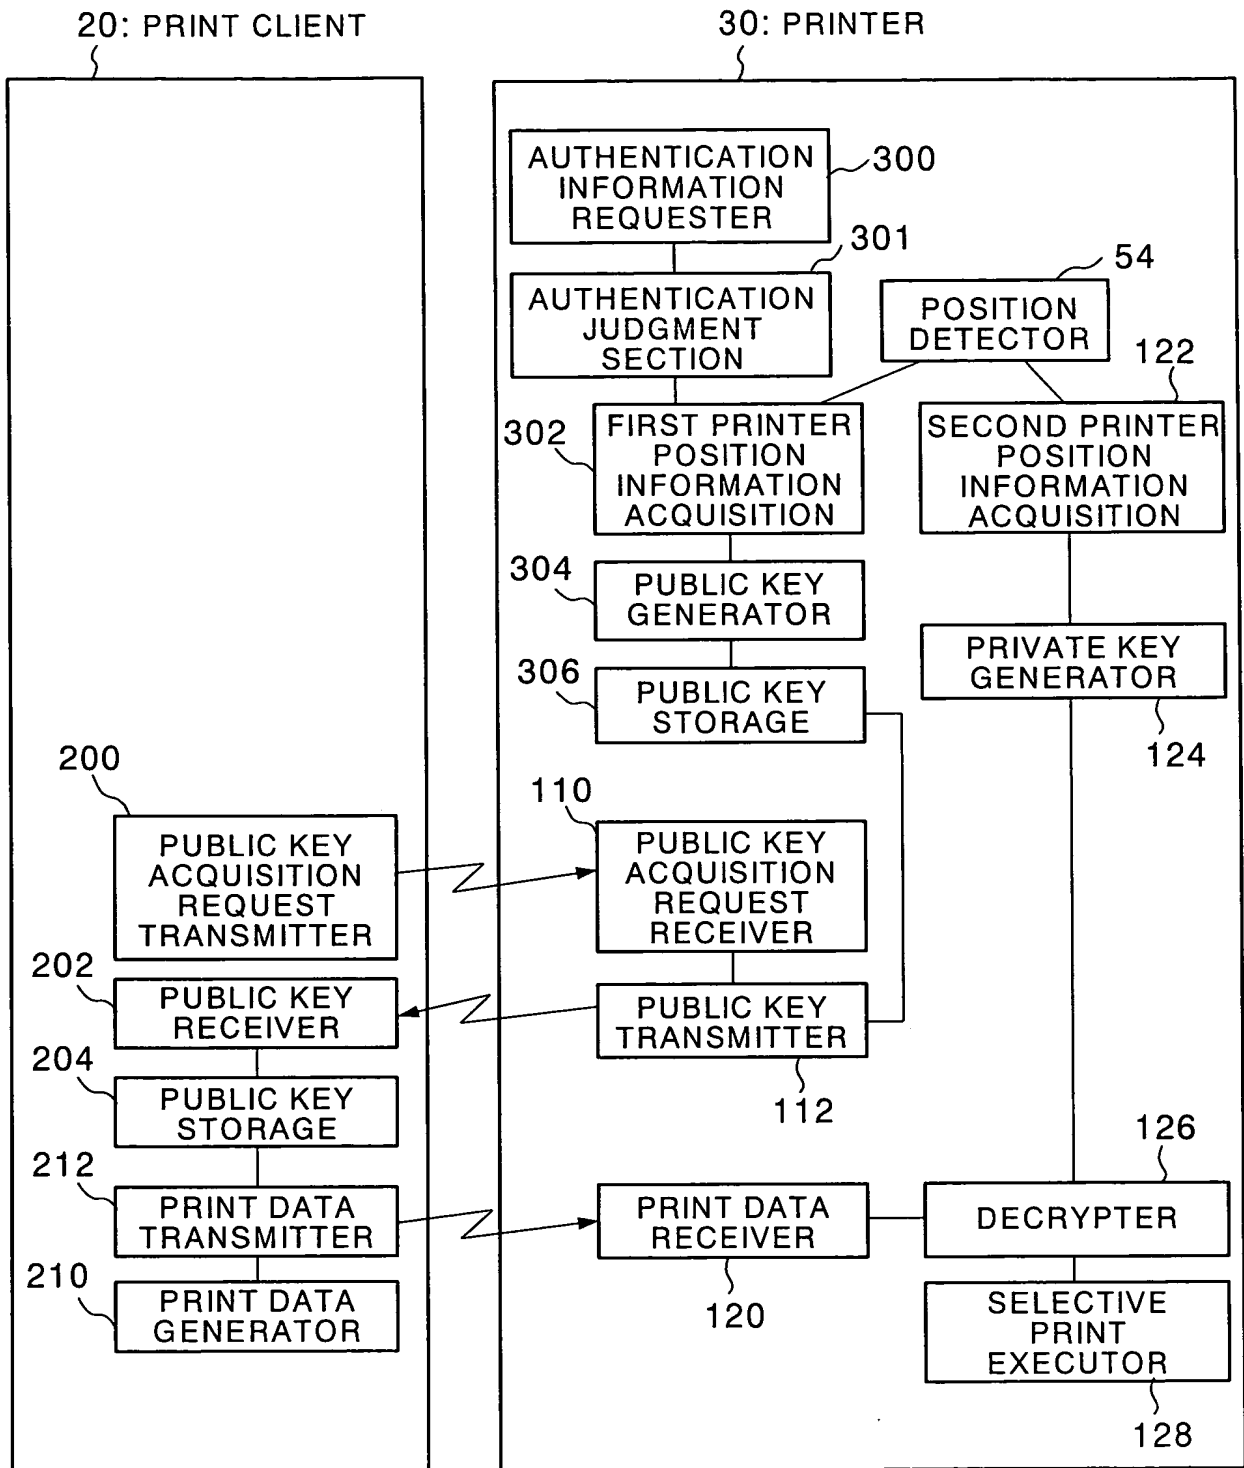 20: PRINT CLIENT
30: PRINTER
AUTHENTICATION
INFORMATION
REQUESTER
300
301
AUTHENTICATION
JUDGMENT
SECTION
54
POSITION
DETECTOR
122
302
FIRST PRINTER
POSITION
INFORMATION
ACQUISITION
SECOND PRINTER
POSITION
INFORMATION
ACQUISITION
304
PUBLIC KEY
GENERATOR
PRIVATE KEY
GENERATOR
124
306
PUBLIC KEY
STORAGE
200
PUBLIC KEY
ACQUISITION
REQUEST
TRANSMITTER
110
PUBLIC KEY
ACQUISITION
REQUEST
RECEIVER
202
PUBLIC KEY
RECEIVER
PUBLIC KEY
TRANSMITTER
112
204
PUBLIC KEY
STORAGE
212
PRINT DATA
TRANSMITTER
PRINT DATA
RECEIVER
120
126
DECRYPTER
210
PRINT DATA
GENERATOR
SELECTIVE
PRINT
EXECUTOR
128